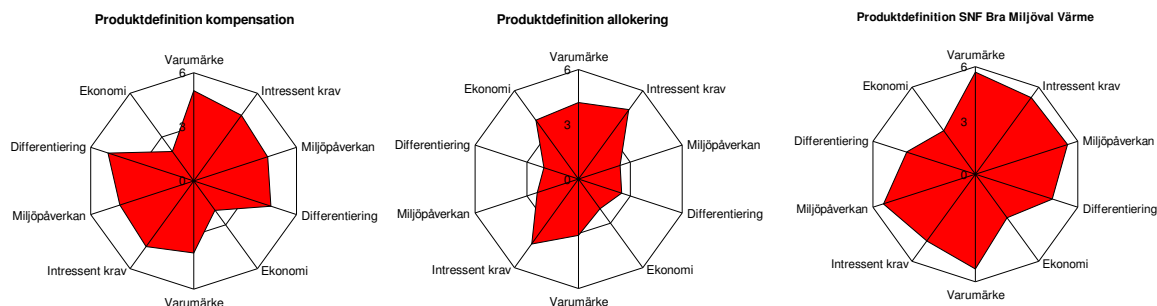 Produktdefinition kompensation
Varumärke
6
Intressent krav
Miljöpåverkan
Differentiering
Ekonomi
Varumärke
Intressent krav
Miljöpåverkan
Differentiering
Ekonomi
3
0
Produktdefinition allokering
Varumärke
6
Intressent krav
Miljöpåverkan
Differentiering
Ekonomi
Varumärke
Intressent krav
Miljöpåverkan
Differentiering
Ekonomi
3
0
Produktdefinition SNF Bra Miljöval Värme
Varumärke
6
Intressent krav
Miljöpåverkan
Differentiering
Ekonomi
Varumärke
Intressent krav
Miljöpåverkan
Differentiering
Ekonomi
3
0